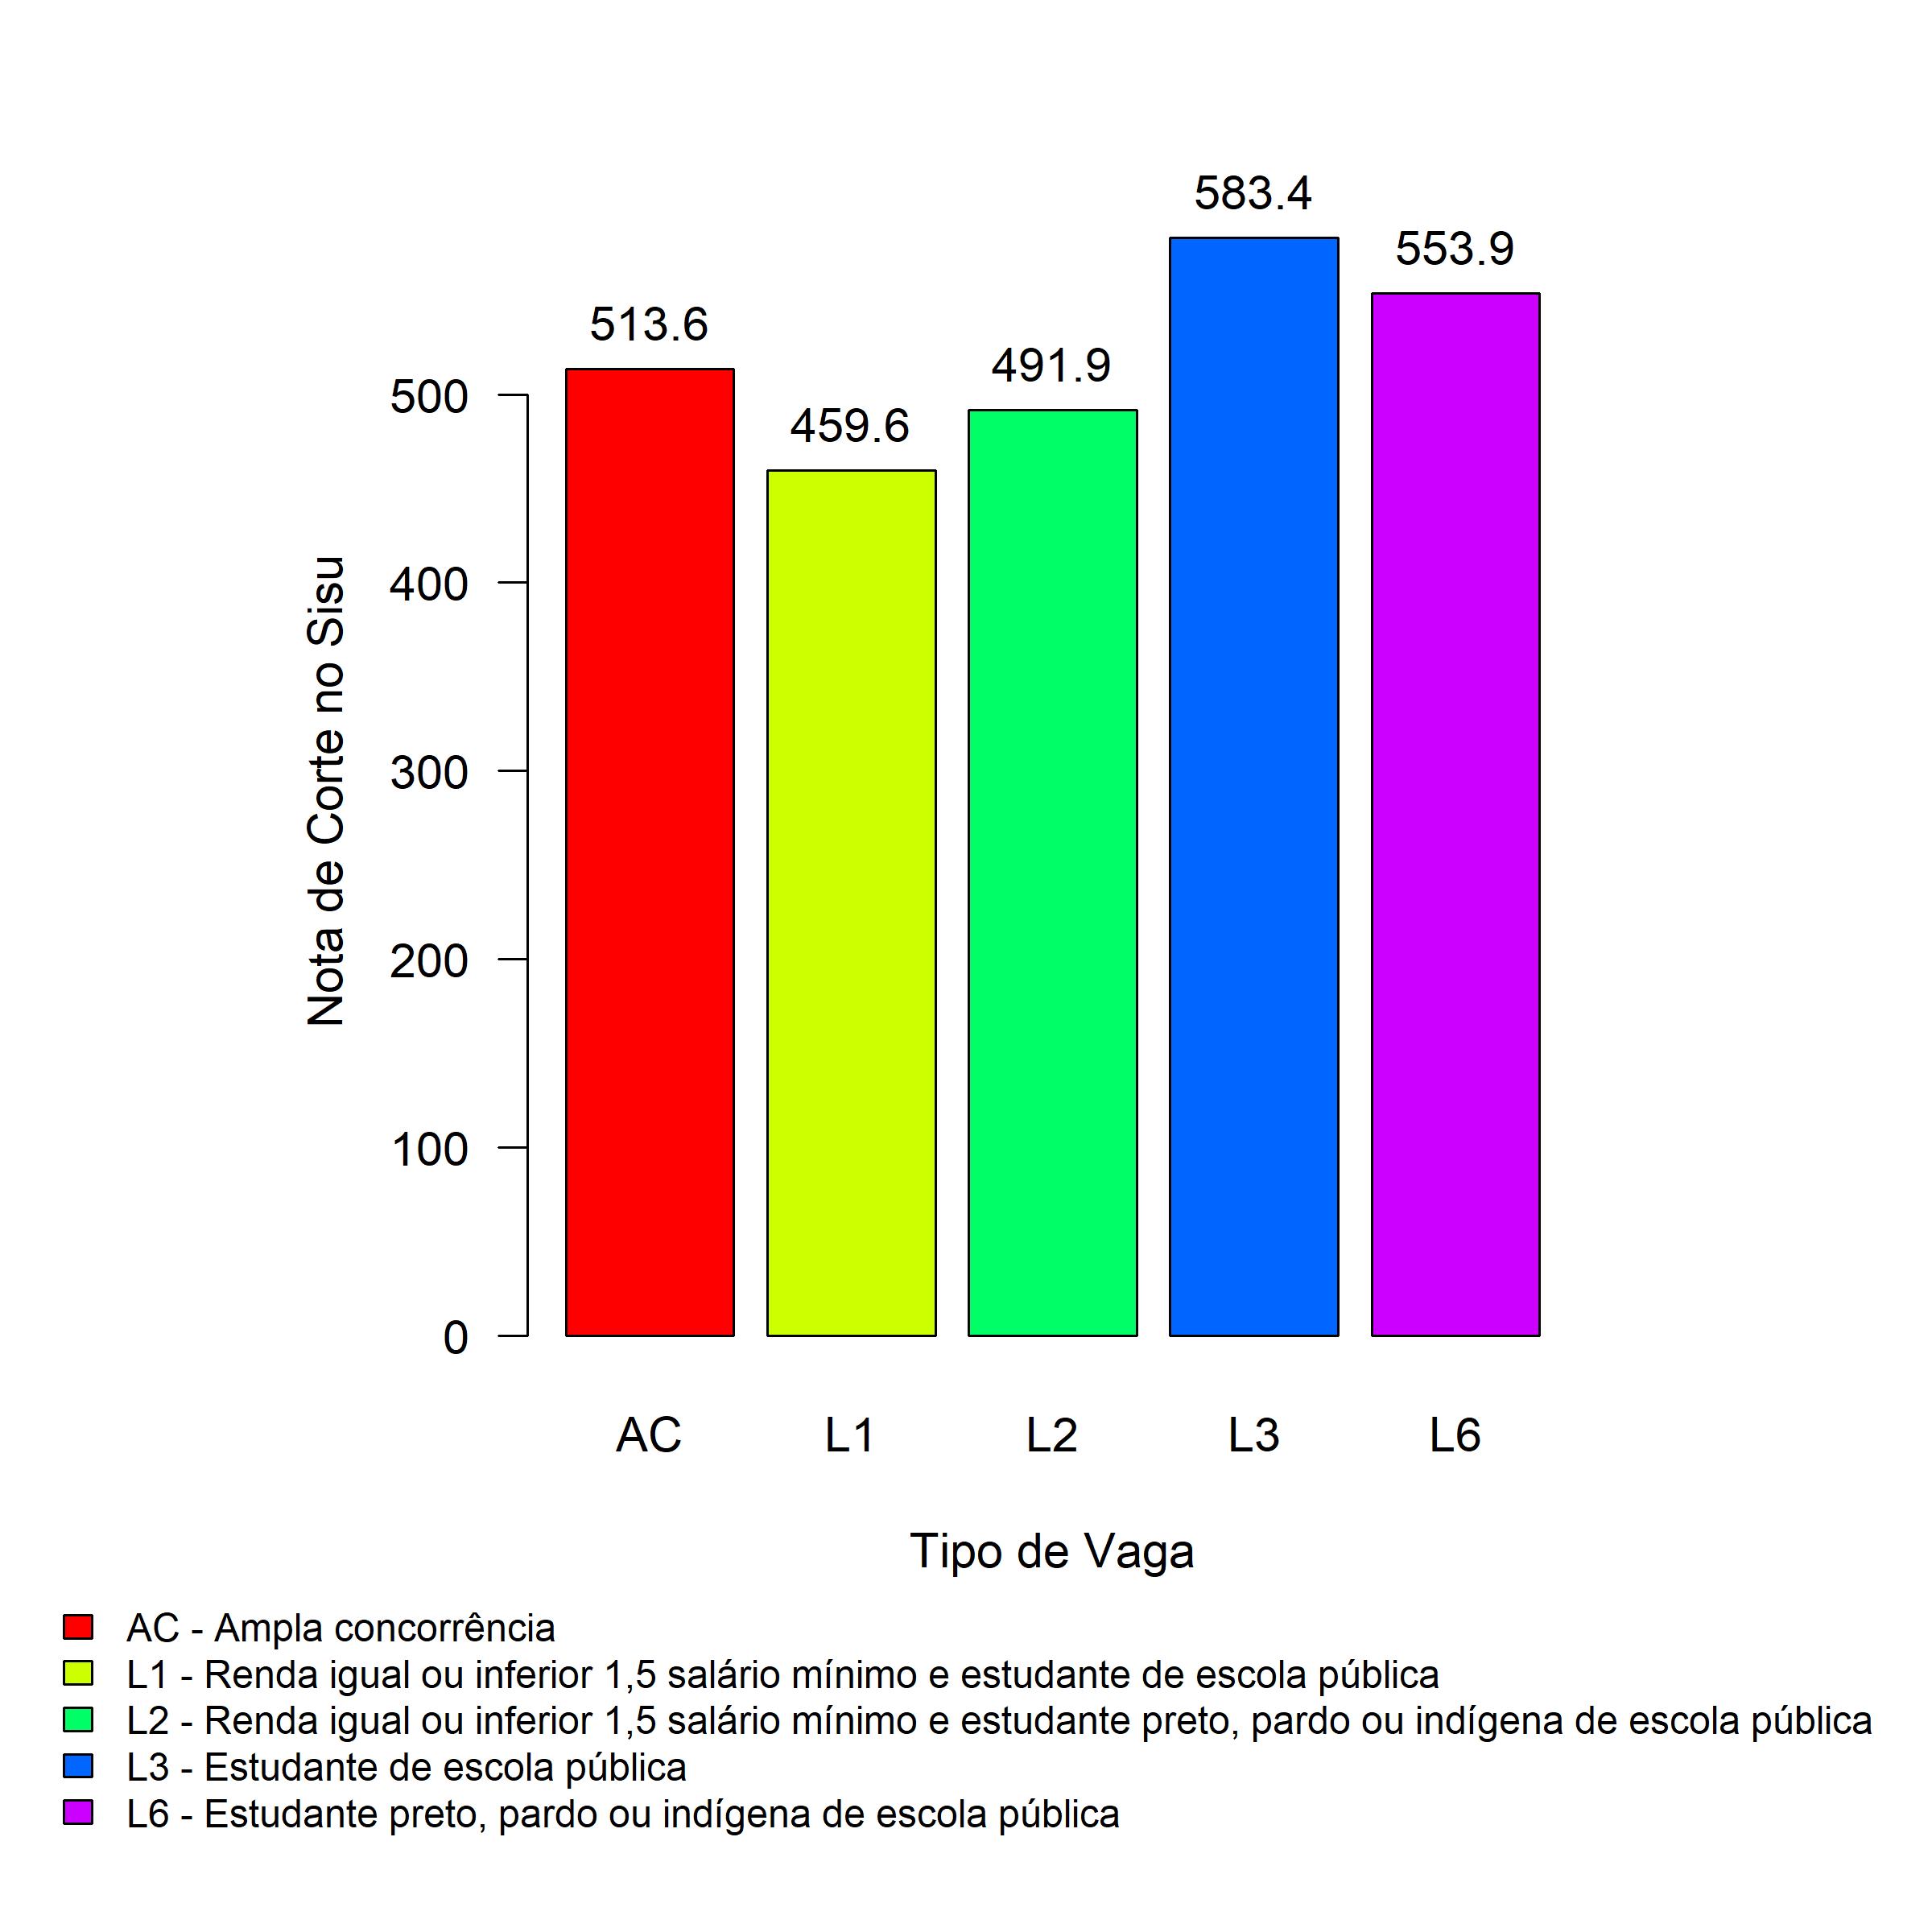 583.4
553.9
513.6
491.9
459.6
500
400
300
200
100
0
Nota de Corte no Sisu
AC L1 L2 L3 L6
Tipo de Vaga
AC - Ampla concorrência
L1 - Renda igual ou inferior 1,5 salário mínimo e estudante de escola pública
L2 - Renda igual ou inferior 1,5 salário mínimo e estudante preto, pardo ou indígena de escola pública
L3 - Estudante de escola pública
L6 - Estudante preto, pardo ou indígena de escola pública